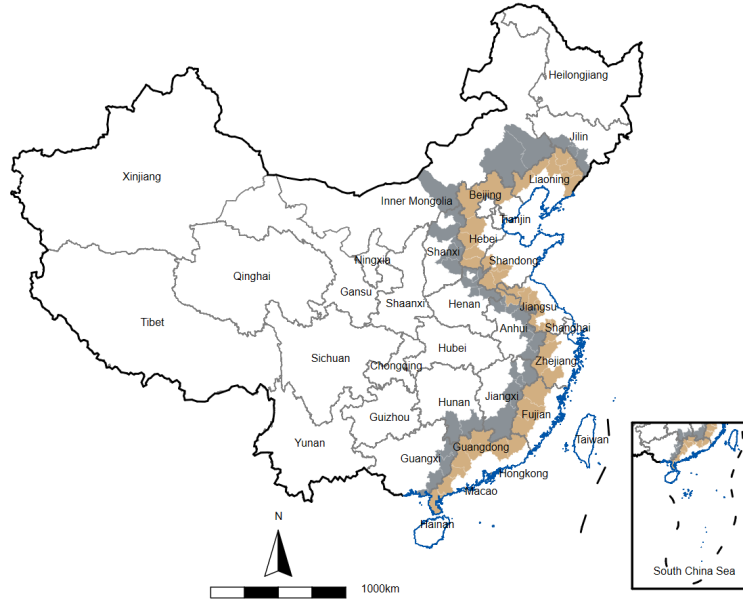 Heilongjiang
Jilin
Xinjiang
Liaoning
Beijing
Inner Mongolia
Tianjin
Hebei
Shanxi
Ningxia
Shandong
Qinghai
Gansu
Shaanxi
Henan
Jiangsu
Tibet
Anhui
Shanghai
Hubei
Sichuan
Zhejiang
Chongqing
Hunan
Jiangxi
Guizhou
Fujian
Yunan
Guangdong
Taiwan
Guangxi
Hongkong
Macao
Hainan
N
South China Sea
1000km